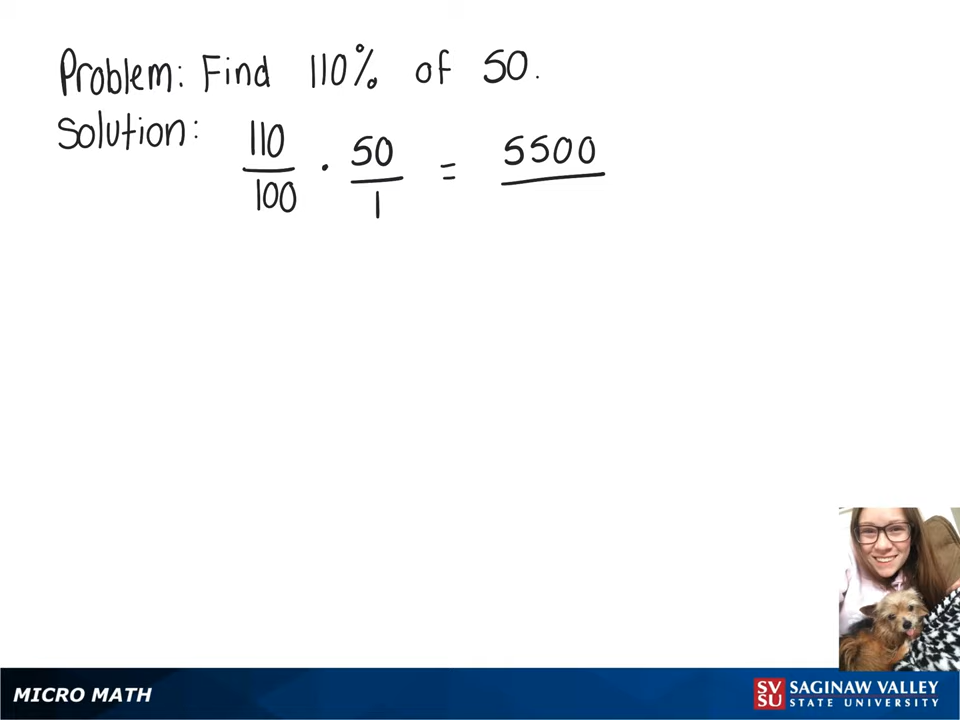 Problem: Find 110% of 50.
Solution: 110/100 · 50/1 = 5500
MICRO MATH
SVSU SAGINAW VALLEY STATE UNIVERSITY